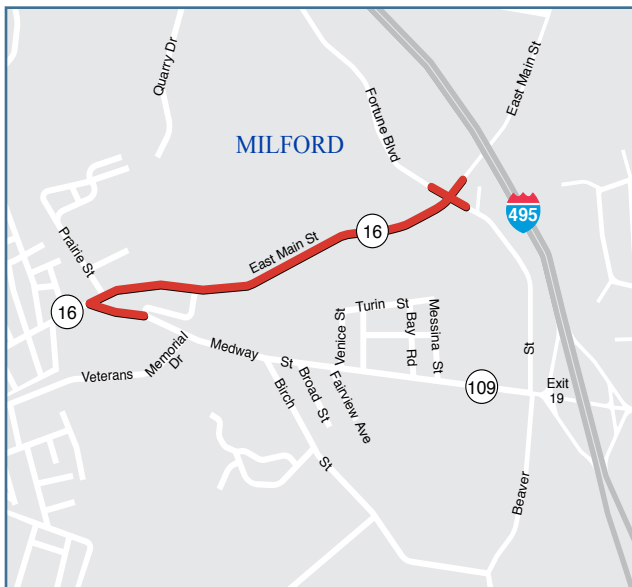 East Main St
Quarry Dr
Fortune Blvd
MILFORD
495
Prairie St
East Main St
16
16
Turin St
Messina St
Bay Rd
Venice St
Memorial Dr
Medway St
Veterans
109
Exit
19
St
Broad St
Birch St
Fairview Ave
Beaver